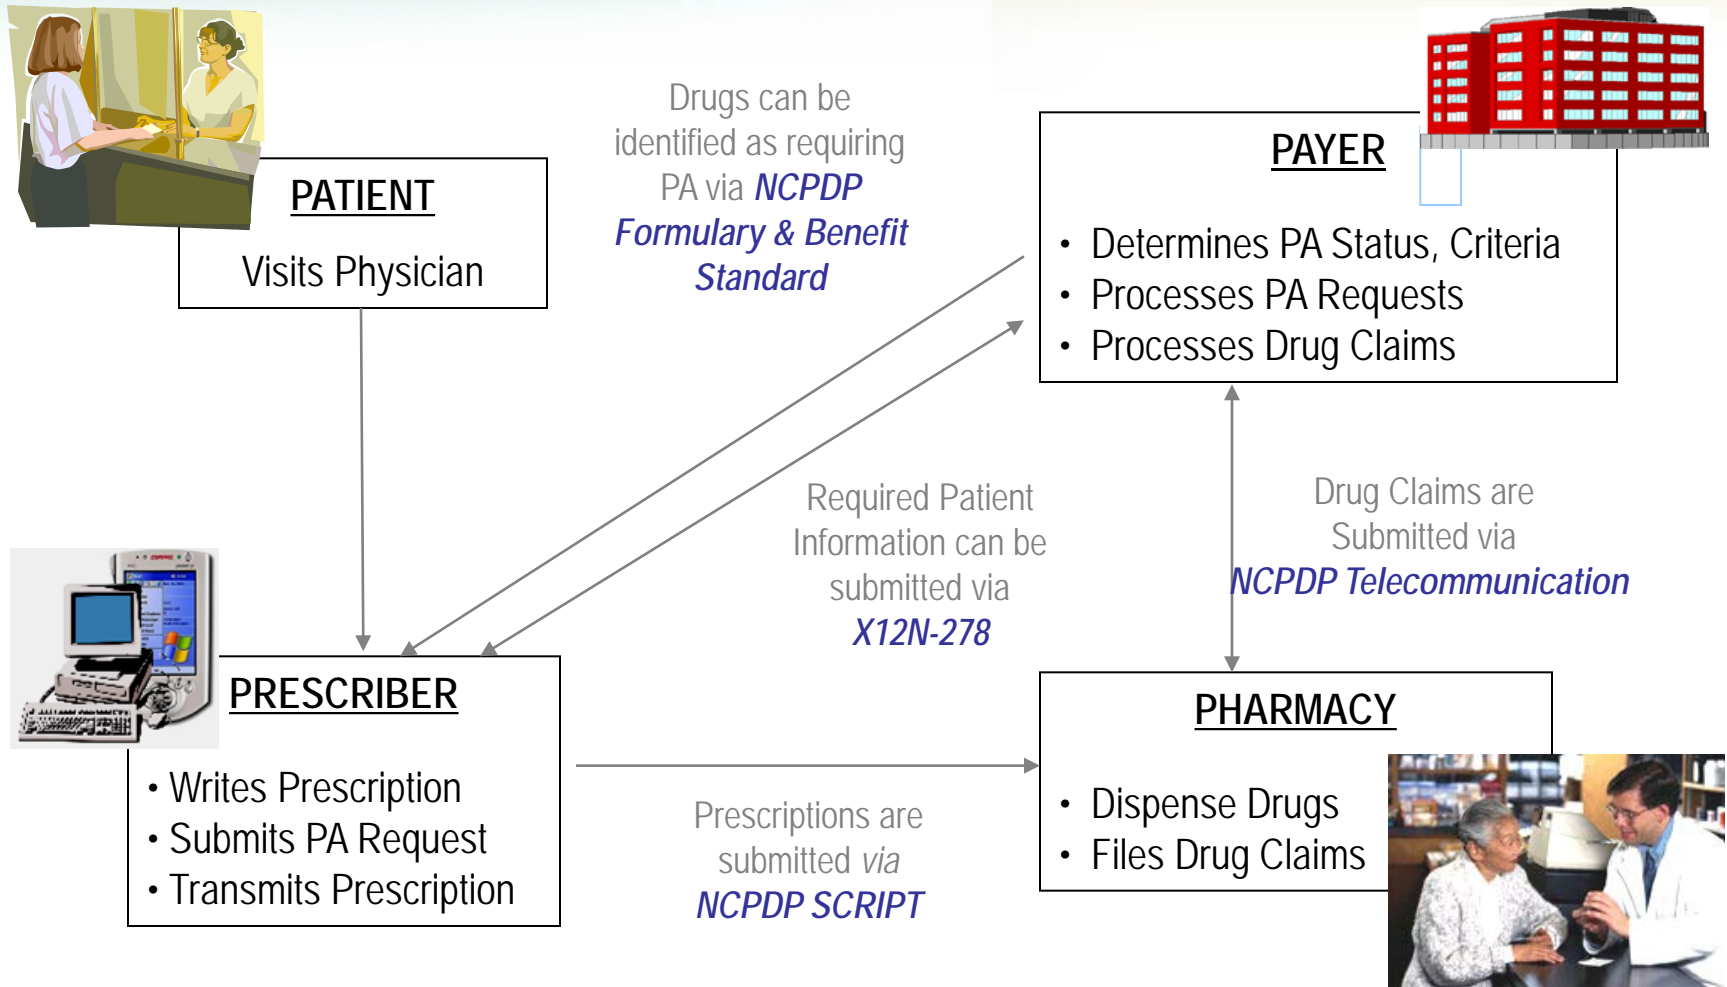 PATIENT
Visits Physician
Drugs can be
identified as requiring
PA via NCPDP
Formulary & Benefit
Standard
PAYER
• Determines PA Status, Criteria
• Processes PA Requests
• Processes Drug Claims
Required Patient
Information can be
submitted via
X12N-278
Drug Claims are
Submitted via
NCPDP Telecommunication
PRESCRIBER
• Writes Prescription
• Submits PA Request
• Transmits Prescription
Prescriptions are
submitted via
NCPDP SCRIPT
PHARMACY
• Dispense Drugs
• Files Drug Claims